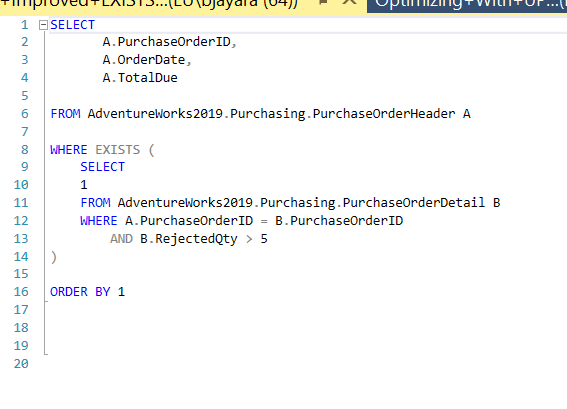 +Improved+EXISTS...(EU\bjayara (64))   Optimizing+With+UP...(
1 SELECT
2 A.PurchaseOrderID,
3 A.OrderDate,
4 A.TotalDue
5
6 FROM AdventureWorks2019.Purchasing.PurchaseOrderHeader A
7
8 WHERE EXISTS (
9 SELECT
10 1
11 FROM AdventureWorks2019.Purchasing.PurchaseOrderDetail B
12 WHERE A.PurchaseOrderID = B.PurchaseOrderID
13 AND B.RejectedQty > 5
14 )
15
16 ORDER BY 1
17
18
19
20